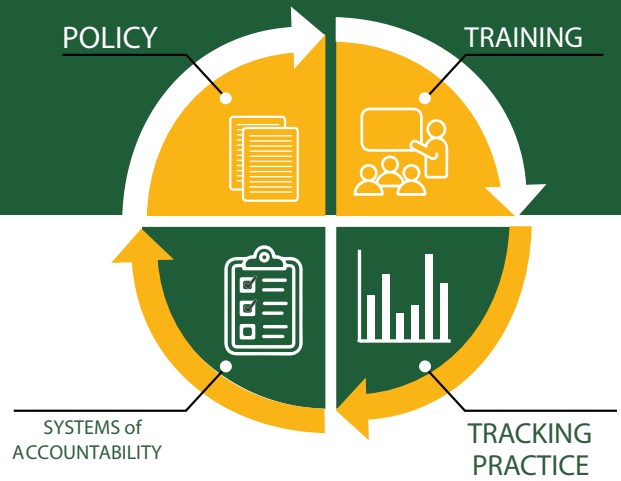 POLICY
TRAINING
SYSTEMS of
ACCOUNTABILITY
TRACKING
PRACTICE